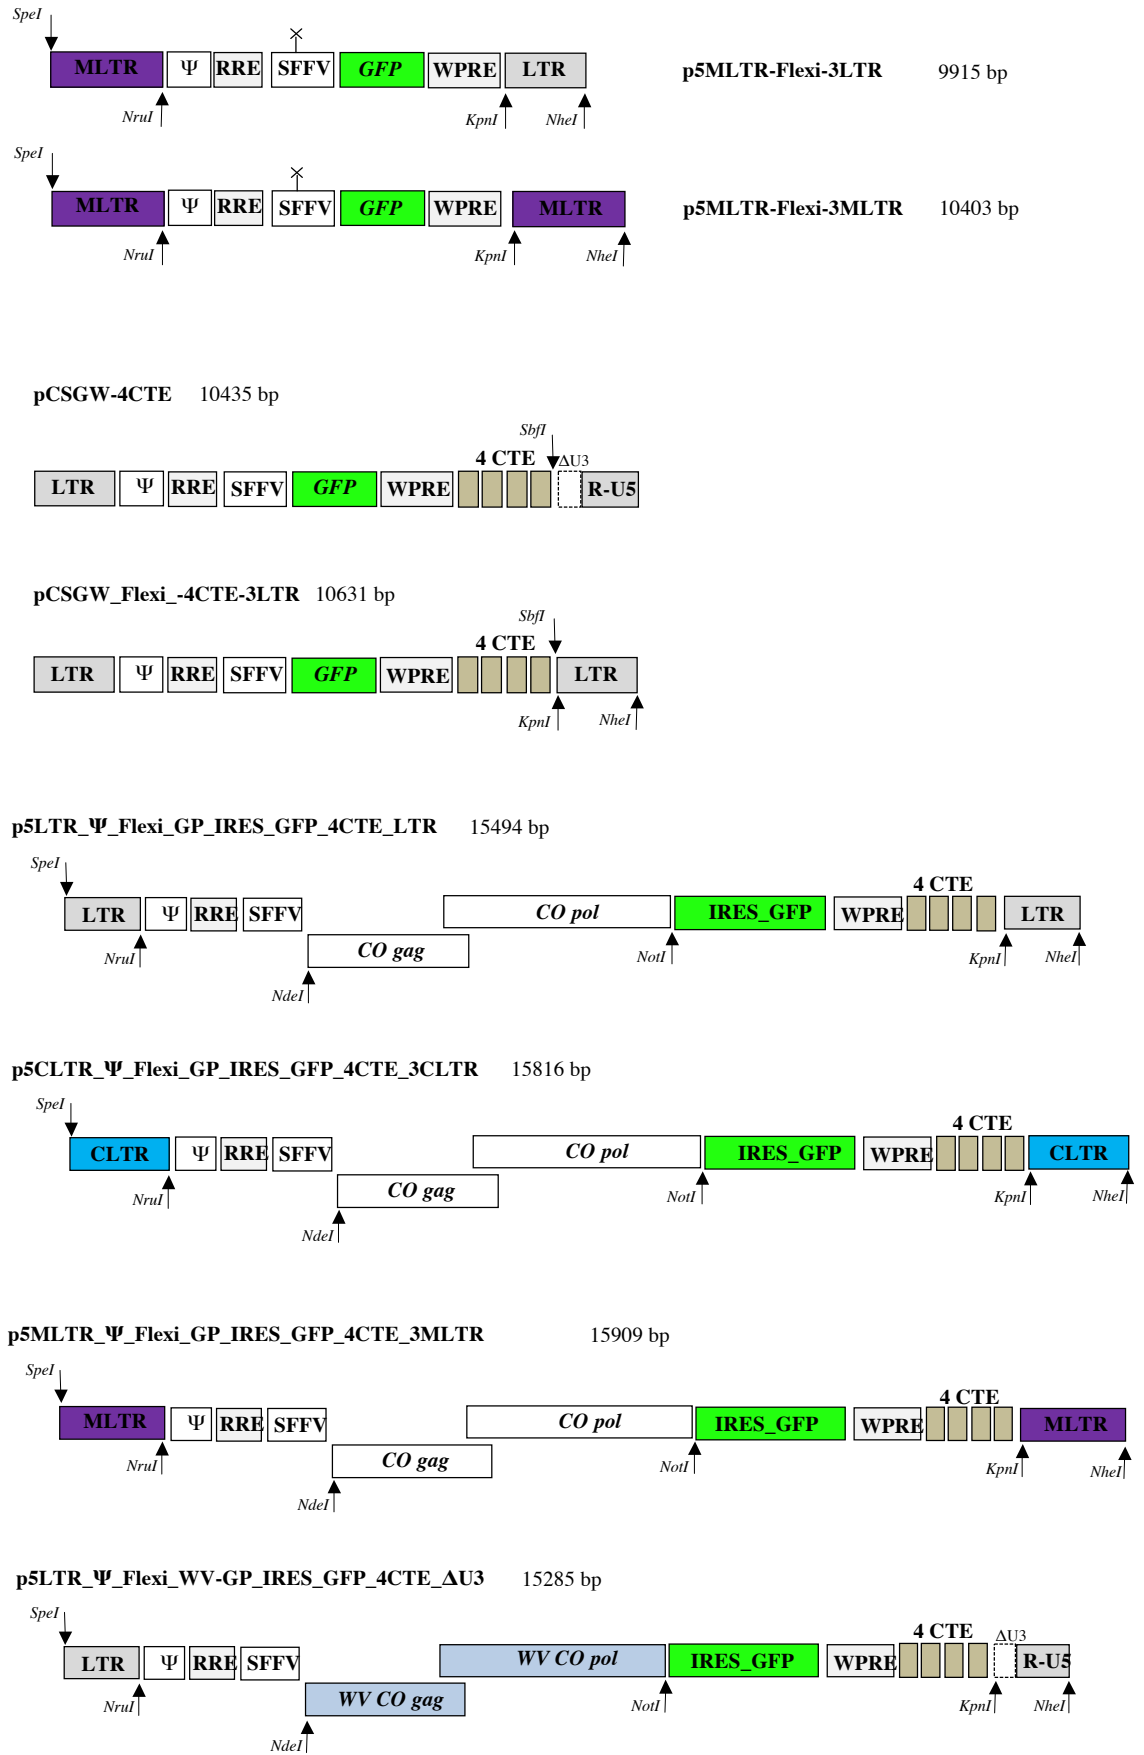 SpeI
MLTR Ψ RRE SFFV GFP WPRE LTR p5MLTR-Flexi-3LTR 9915 bp
NruI KpnI NheI
SpeI
MLTR Ψ RRE SFFV GFP WPRE MLTR p5MLTR-Flexi-3MLTR 10403 bp
NruI KpnI NheI
pCSGW-4CTE 10435 bp
SbfI
4 CTE ΔU3
LTR Ψ RRE SFFV GFP WPRE R-U5
pCSGW_Flexi_-4CTE-3LTR 10631 bp
SbfI
4 CTE
LTR Ψ RRE SFFV GFP WPRE LTR
KpnI NheI
p5LTR_Ψ_Flexi_GP_IRES_GFP_4CTE_LTR 15494 bp
SpeI
4 CTE
LTR Ψ RRE SFFV CO pol IRES_GFP WPRE LTR
CO gag
NruI NotI KpnI NheI
NdeI
p5CLTR_Ψ_Flexi_GP_IRES_GFP_4CTE_3CLTR 15816 bp
SpeI
4 CTE
CLTR Ψ RRE SFFV CO pol IRES_GFP WPRE CLTR
CO gag
NruI NotI KpnI NheI
NdeI
p5MLTR_Ψ_Flexi_GP_IRES_GFP_4CTE_3MLTR 15909 bp
SpeI
4 CTE
MLTR Ψ RRE SFFV CO pol IRES_GFP WPRE MLTR
CO gag
NruI NotI KpnI NheI
NdeI
p5LTR_Ψ_Flexi_WV-GP_IRES_GFP_4CTE_ΔU3 15285 bp
SpeI
4 CTE ΔU3
LTR Ψ RRE SFFV WV CO pol IRES_GFP WPRE R-U5
WV CO gag
NruI NotI KpnI NheI
NdeI